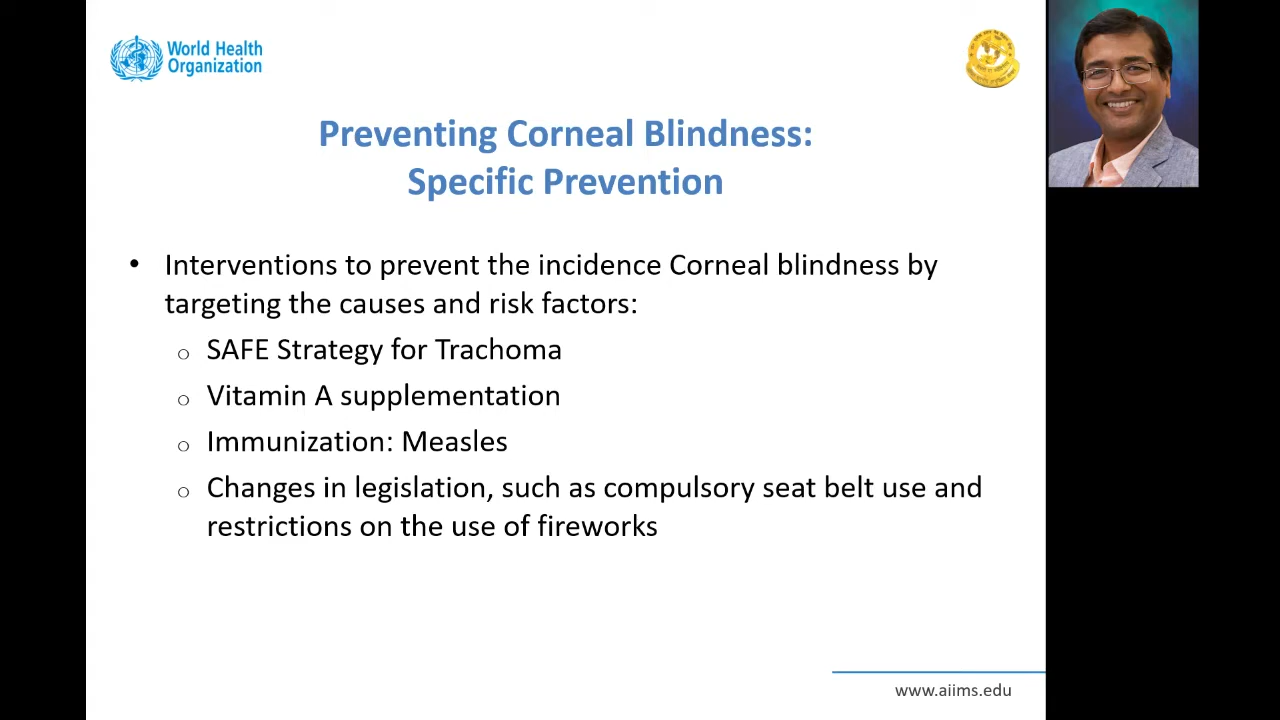 World Health
Organization
Preventing Corneal Blindness:
Specific Prevention
• Interventions to prevent the incidence Corneal blindness by
targeting the causes and risk factors:
○ SAFE Strategy for Trachoma
○ Vitamin A supplementation
○ Immunization: Measles
○ Changes in legislation, such as compulsory seat belt use and
restrictions on the use of fireworks
www.aiims.edu